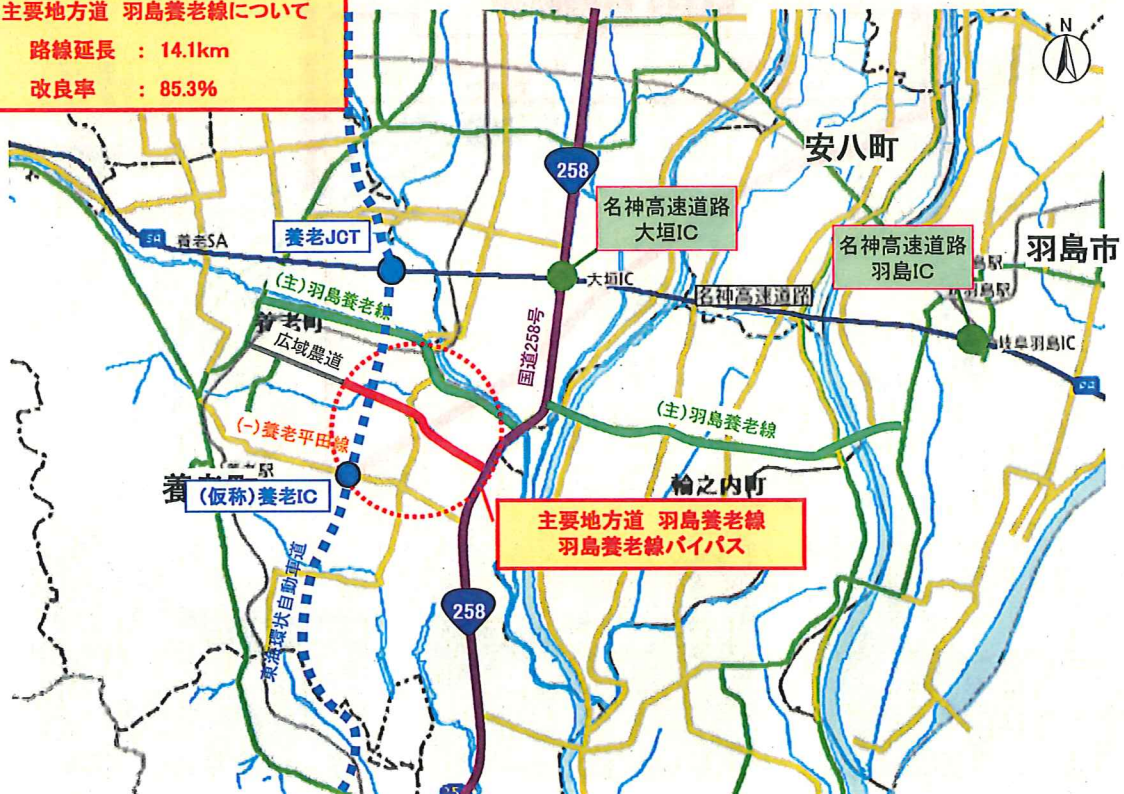 主要地方道 羽島養老線について
路線延長 : 14.1km
改良率 : 85.3%
N
安八町
258
名神高速道路
大垣IC
養老JCT
養老SA
名神高速道路
羽島IC
羽島市
大垣IC
名神高速道路
岐阜羽島IC
(主)羽島養老線
養老町
広域農道
国道258号
(主)羽島養老線
(一)養老平田線
(仮称)養老IC
輪之内町
主要地方道 羽島養老線
羽島養老線バイパス
東海環状自動車道
258